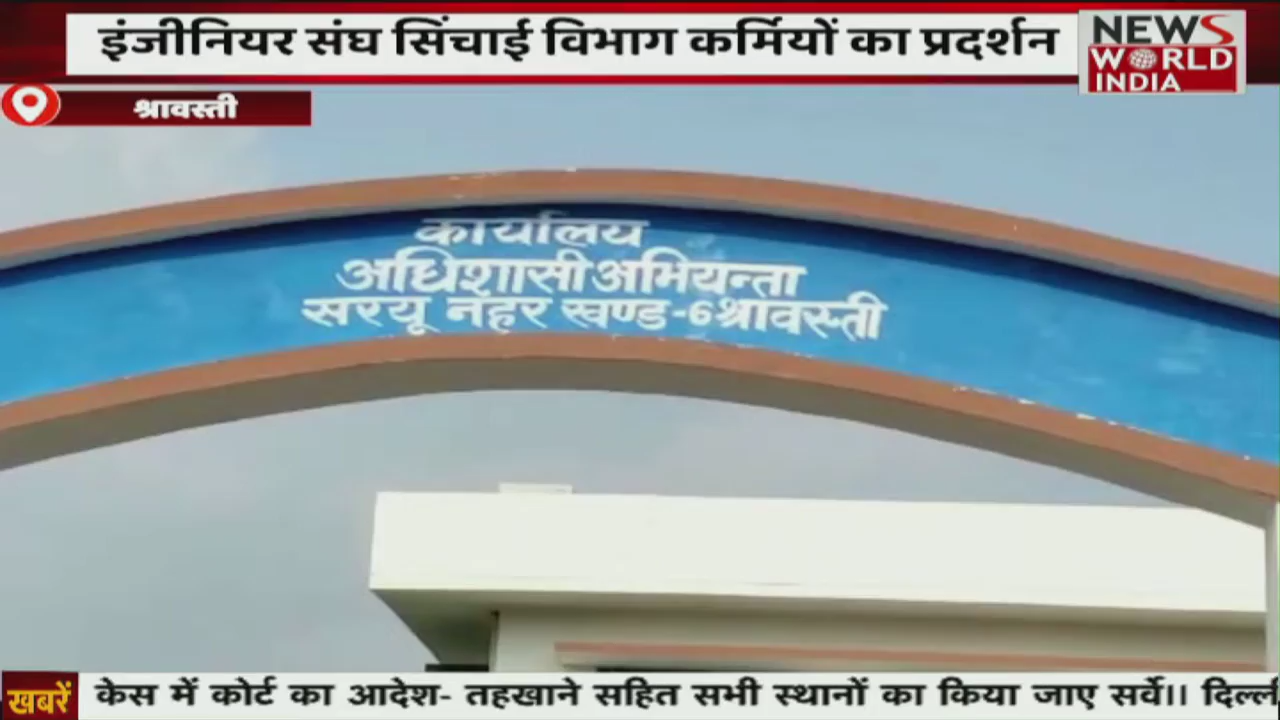 इंजीनियर संघ सिंचाई विभाग कर्मियों का प्रदर्शन
NEWS
WORLD
INDIA
श्रावस्ती
कार्यालय
अधिशासी अभियन्ता
सरयू नहर खण्ड-6 श्रावस्ती
खबरें
केस में कोर्ट का आदेश- तहखाने सहित सभी स्थानों का किया जाए सर्वे।। दिल्ली